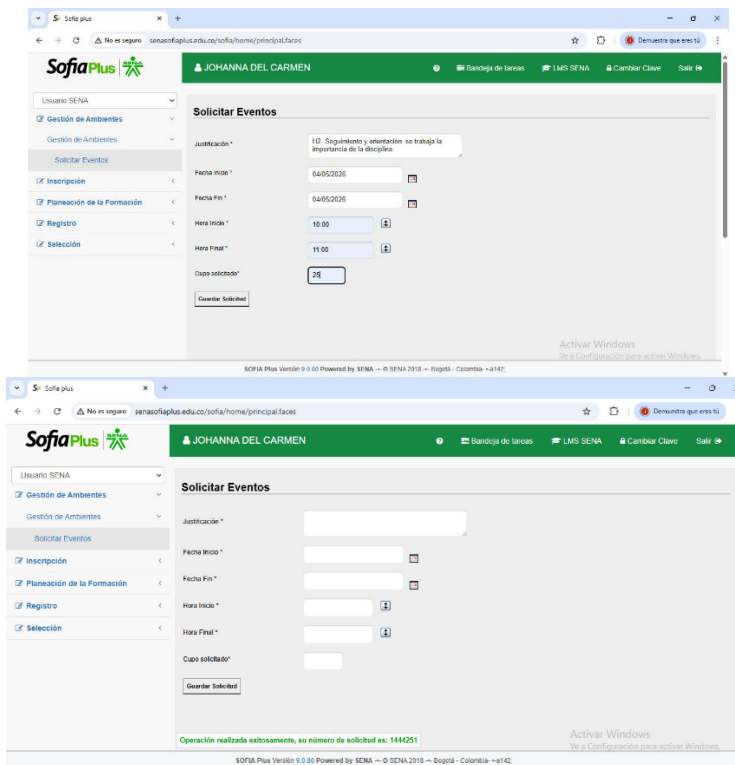 Sofia plus
No es seguro senasofiaplus.edu.co/sofia/home/principal.faces
Demuestra que eres tú
SofiaPlus SENA
JOHANNA DEL CARMEN
Bandeja de tareas
LMS SENA
Cambiar Clave
Salir
Usuario SENA
Gestión de Ambientes
Gestión de Ambientes
Solicitar Eventos
Inscripción
Planeación de la Formación
Registro
Selección
Solicitar Eventos
Justificación *
H2- Seguimiento y orientación: se trabaja la
importancia de la disciplina
Fecha Inicio *
04/05/2026
Fecha Fin *
04/05/2026
Hora Inicio *
10:00
Hora Final *
11:00
Cupo solicitado*
25
Guardar Solicitud
Activar Windows
Ve a Configuración para activar Windows.
SOFIA Plus Versión 9.0.80 Powered by SENA -.- © SENA 2018 -.- Bogotá - Colombia- -.-a142;
Sofia plus
No es seguro senasofiaplus.edu.co/sofia/home/principal.faces
Demuestra que eres tú
SofiaPlus SENA
JOHANNA DEL CARMEN
Bandeja de tareas
LMS SENA
Cambiar Clave
Salir
Usuario SENA
Gestión de Ambientes
Gestión de Ambientes
Solicitar Eventos
Inscripción
Planeación de la Formación
Registro
Selección
Solicitar Eventos
Justificación *
Fecha Inicio *
Fecha Fin *
Hora Inicio *
Hora Final *
Cupo solicitado*
Guardar Solicitud
Operación realizada exitosamente, su número de solicitud es: 1444251
Activar Windows
Ve a Configuración para activar Windows.
SOFIA Plus Versión 9.0.80 Powered by SENA -.- © SENA 2018 -.- Bogotá - Colombia- -.-a142;